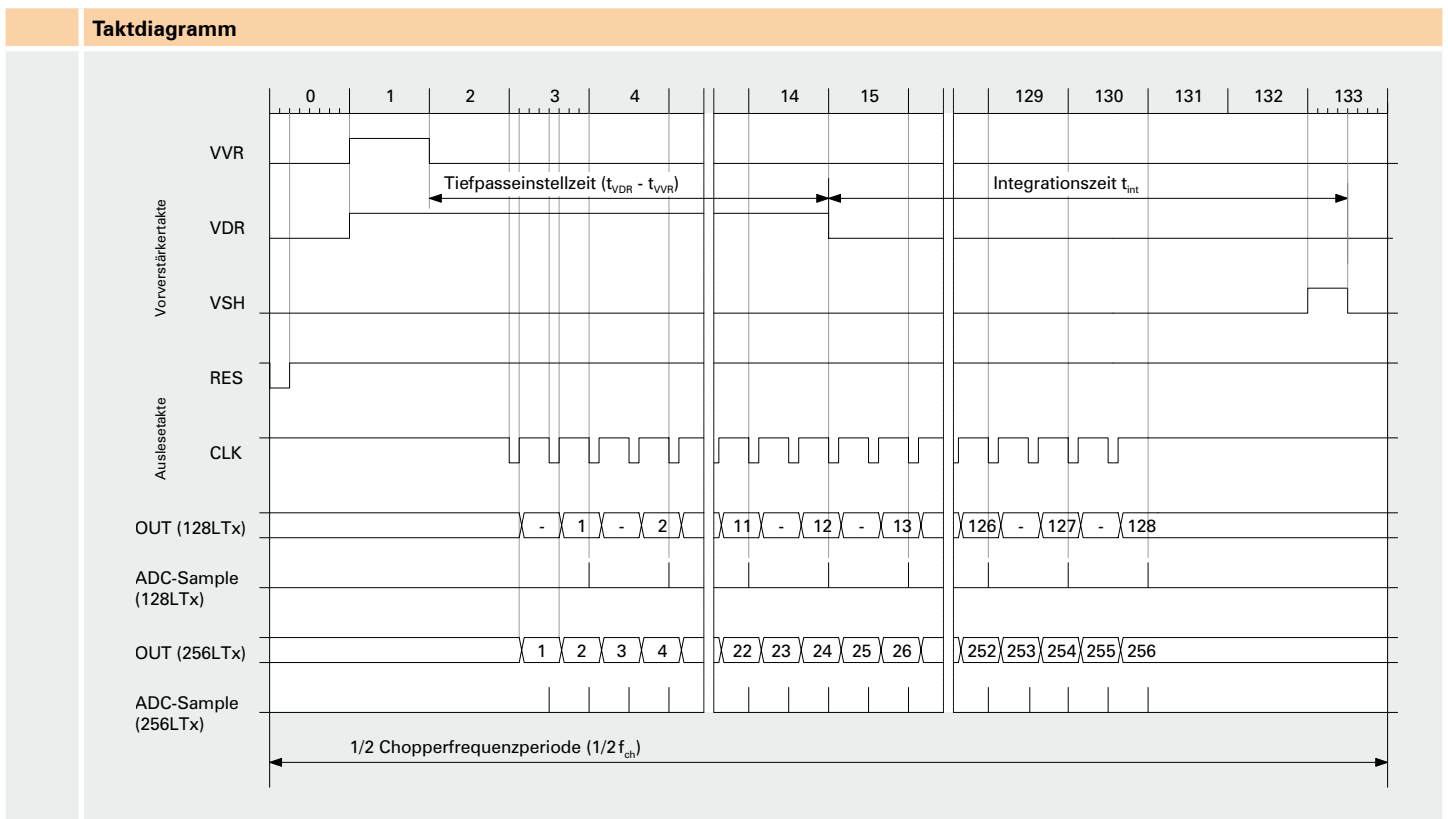 Taktdiagramm
0 1 2 3 4 14 15 129 130 131 132 133
VVR
Tiefpasseinstellzeit (tVDR - tVVR)
Integrationszeit tint
Vorverstärkertakte
VDR
VSH
RES
Auslesetakte
CLK
OUT (128LTx) - 1 - 2 11 - 12 - 13 126 - 127 - 128
ADC-Sample
(128LTx)
OUT (256LTx) 1 2 3 4 22 23 24 25 26 252 253 254 255 256
ADC-Sample
(256LTx)
1/2 Chopperfrequenzperiode (1/2fch)